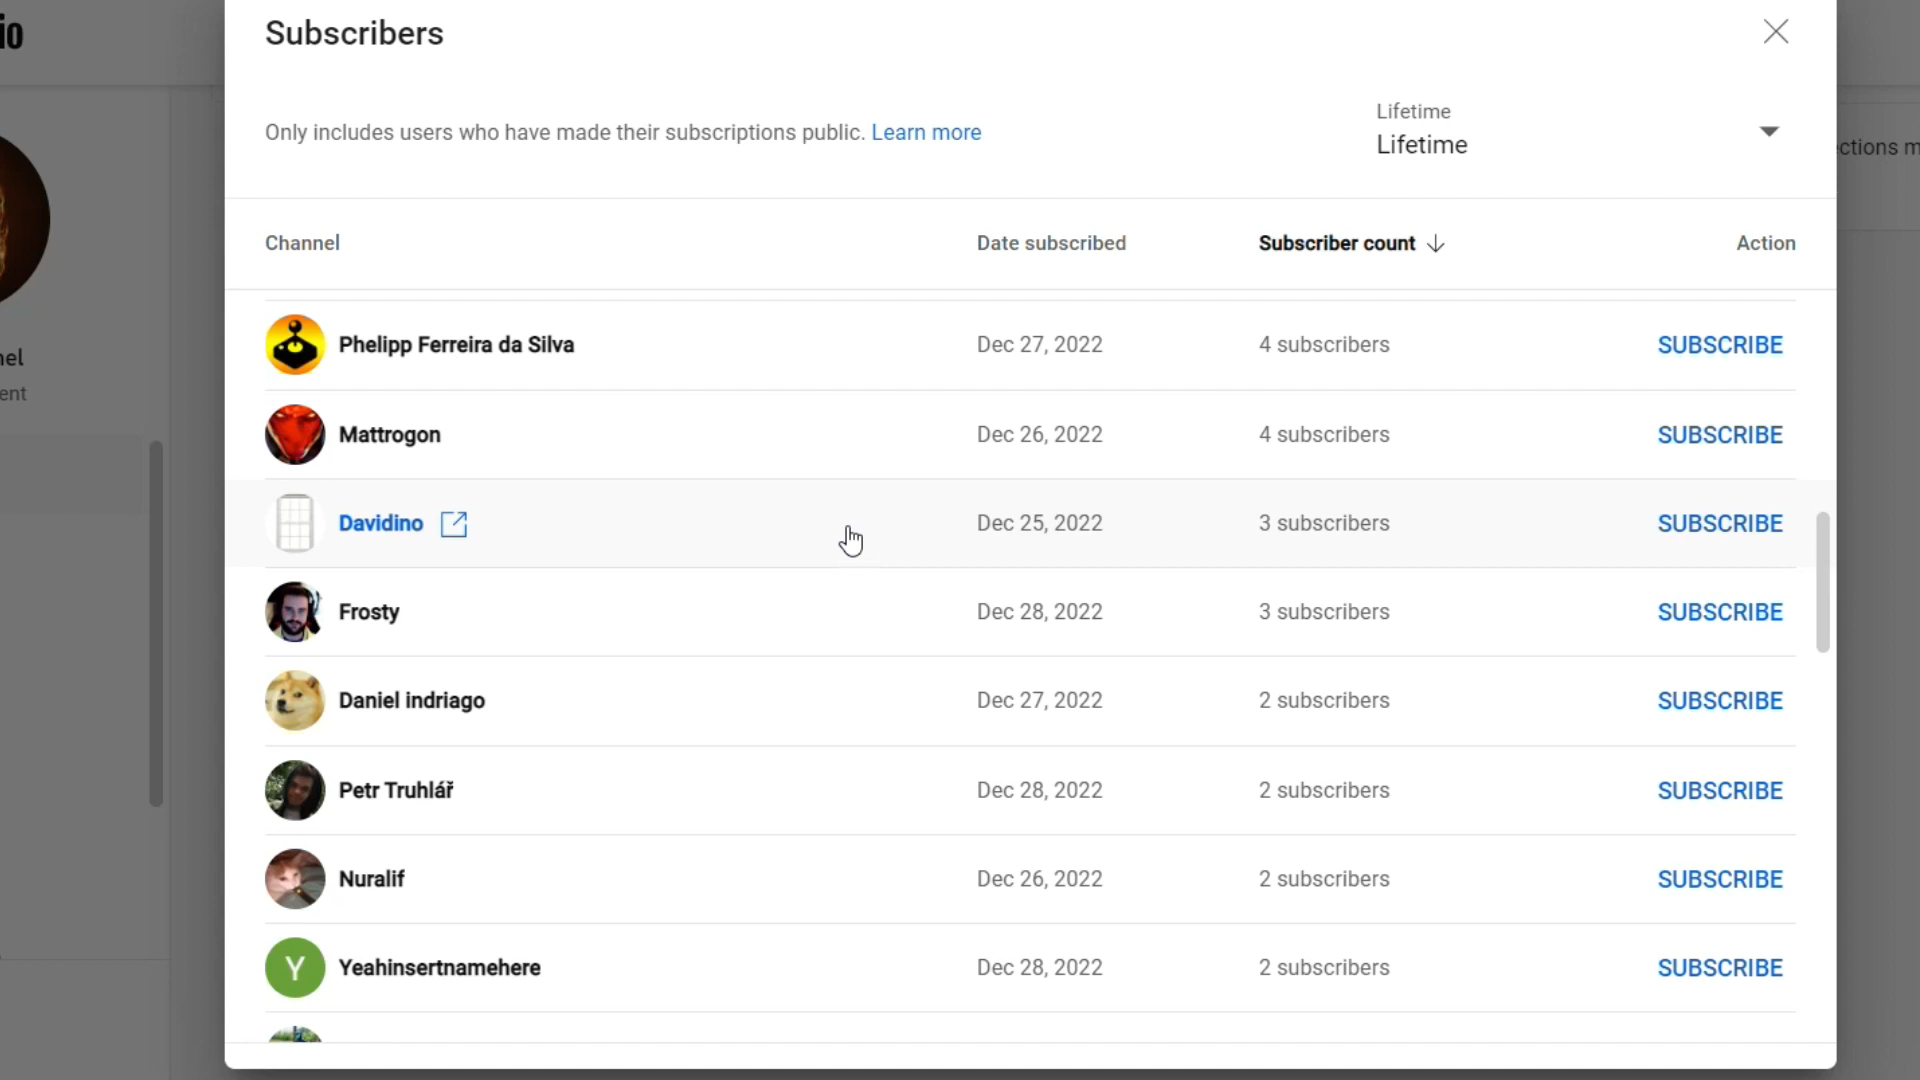 io
Subscribers
Only includes users who have made their subscriptions public. Learn more
Lifetime
Lifetime
ctions m
Channel Date subscribed Subscriber count Action
Phelipp Ferreira da Silva Dec 27, 2022 4 subscribers SUBSCRIBE
nel
ent
Mattrogon Dec 26, 2022 4 subscribers SUBSCRIBE
Davidino Dec 25, 2022 3 subscribers SUBSCRIBE
Frosty Dec 28, 2022 3 subscribers SUBSCRIBE
Daniel indriago Dec 27, 2022 2 subscribers SUBSCRIBE
Petr Truhlář Dec 28, 2022 2 subscribers SUBSCRIBE
Nuralif Dec 26, 2022 2 subscribers SUBSCRIBE
Y Yeahinsertnamehere Dec 28, 2022 2 subscribers SUBSCRIBE